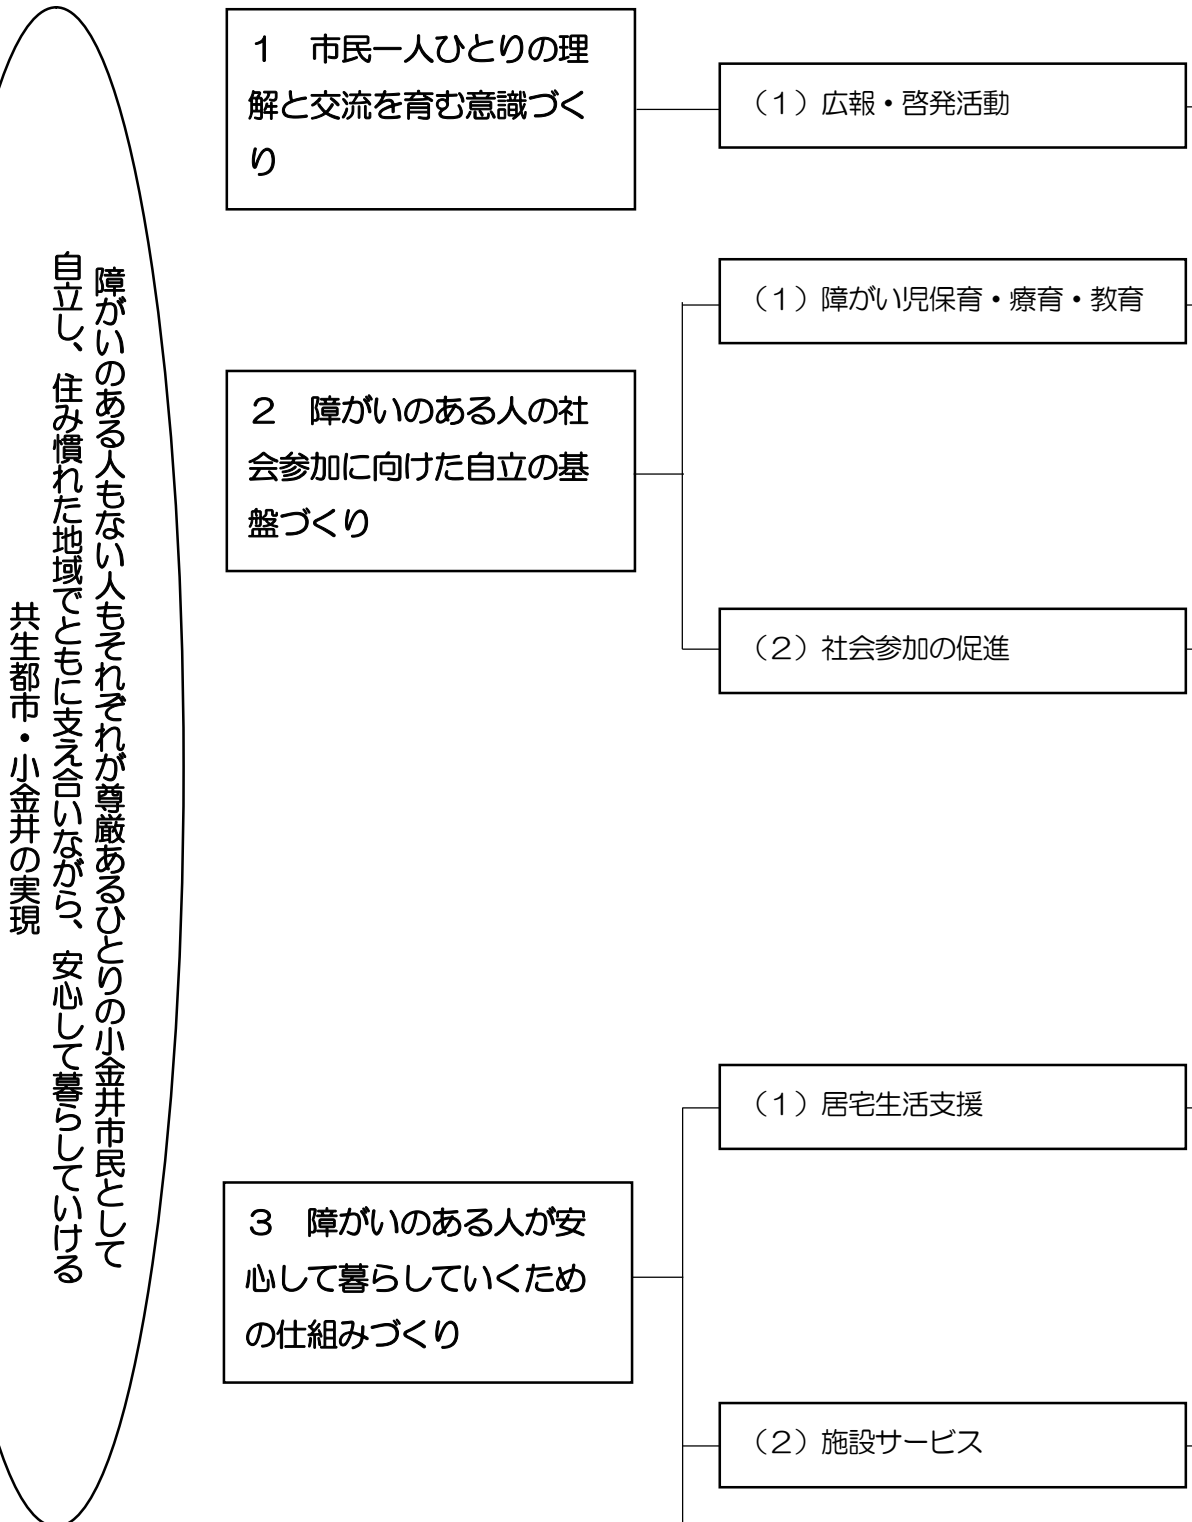 障がいのある人もない人もそれぞれが尊厳あるひとりの小金井市民として
自立し、住み慣れた地域でともに支え合いながら、安心して暮らしていける
共生都市・小金井の実現
１　市民一人ひとりの理
解と交流を育む意識づく
り
（１）広報・啓発活動
２　障がいのある人の社
会参加に向けた自立の基
盤づくり
（１）障がい児保育・療育・教育
（２）社会参加の促進
３　障がいのある人が安
心して暮らしていくため
の仕組みづくり
（１）居宅生活支援
（２）施設サービス